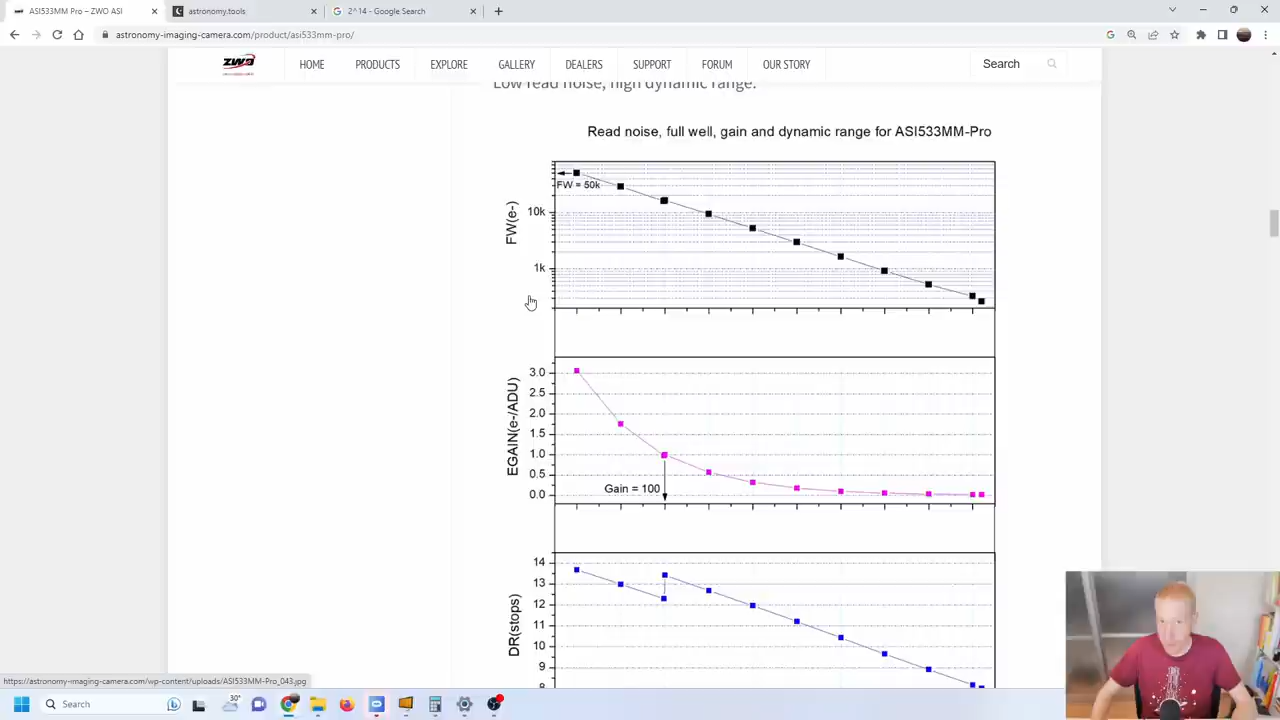 ASI533MM Pro – ZWO ASI
astronomy.tools
2^14 - Google Search
astronomy-imaging-camera.com/product/asi533mm-pro/
ZWO
HOME
PRODUCTS
EXPLORE
GALLERY
DEALERS
SUPPORT
FORUM
OUR STORY
Search
Low read noise, high dynamic range.
Read noise, full well, gain and dynamic range for ASI533MM-Pro
FW = 50k
FW(e-)
10k
1k
EGAIN(e-/ADU)
3.0
2.5
2.0
1.5
1.0
0.5
0.0
Gain = 100
DR(stops)
14
13
12
11
10
9
8
https://astronomy-imaging-camera.com/wp-content/uploads/ASI533MM-Pro_043.jpg
Search
30°